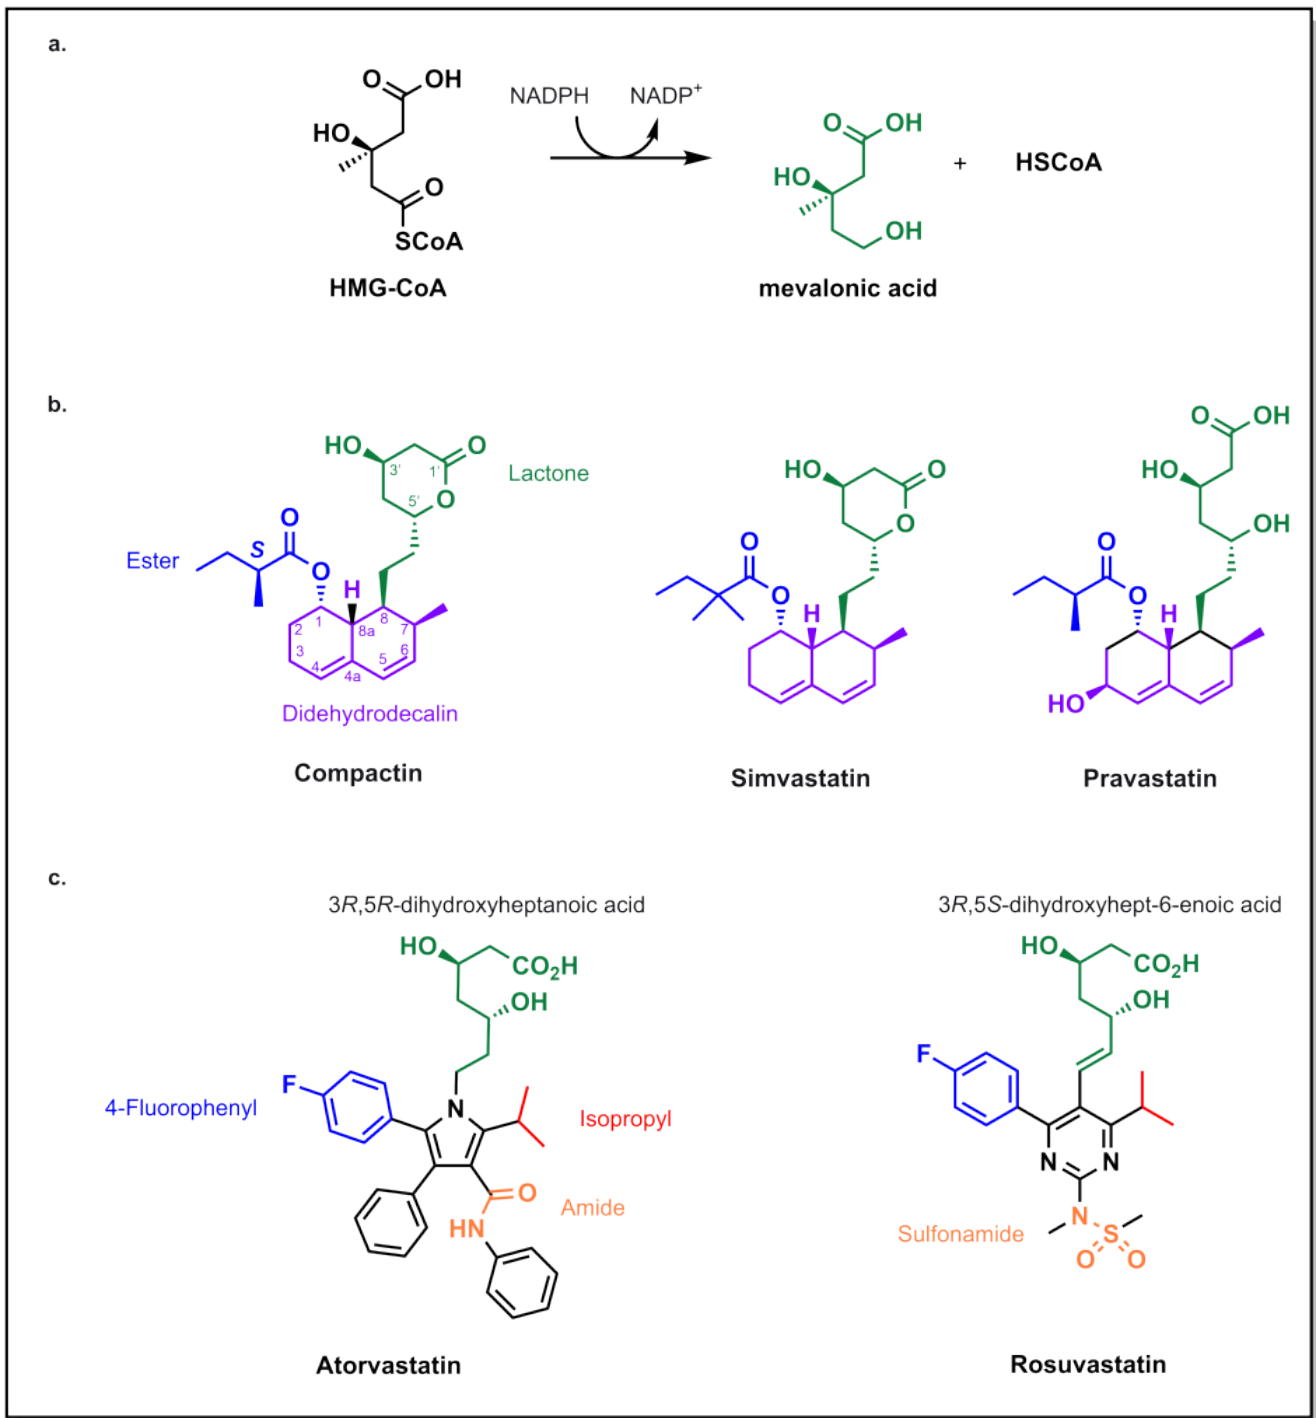 a.
O OH
HO
O
SCoA
HMG-CoA
NADPH NADP⁺
O OH
HO
OH
mevalonic acid
+ HSCoA
b.
HO O
3' 1'
5' O
Lactone
O
S
Ester
O
H
1 2 3 4 4a 5 6 7 8 8a
Didehydrodecalin
Compactin
HO O
O
O
O
H
Simvastatin
O OH
HO
OH
O
O
H
HO
Pravastatin
c.
3R,5R-dihydroxyheptanoic acid
HO
CO₂H
OH
F
4-Fluorophenyl
N
Isopropyl
O
Amide
HN
Atorvastatin
3R,5S-dihydroxyhept-6-enoic acid
HO
CO₂H
OH
F
N N
N
Sulfonamide
S
O O
Rosuvastatin